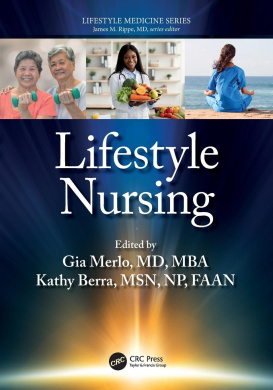 LIFESTYLE MEDICINE SERIES
James M. Rippe, MD, series editor
Lifestyle
Nursing
Edited by
Gia Merlo, MD, MBA
Kathy Berra, MSN, NP, FAAN
CRC
CRC Press
Taylor & Francis Group